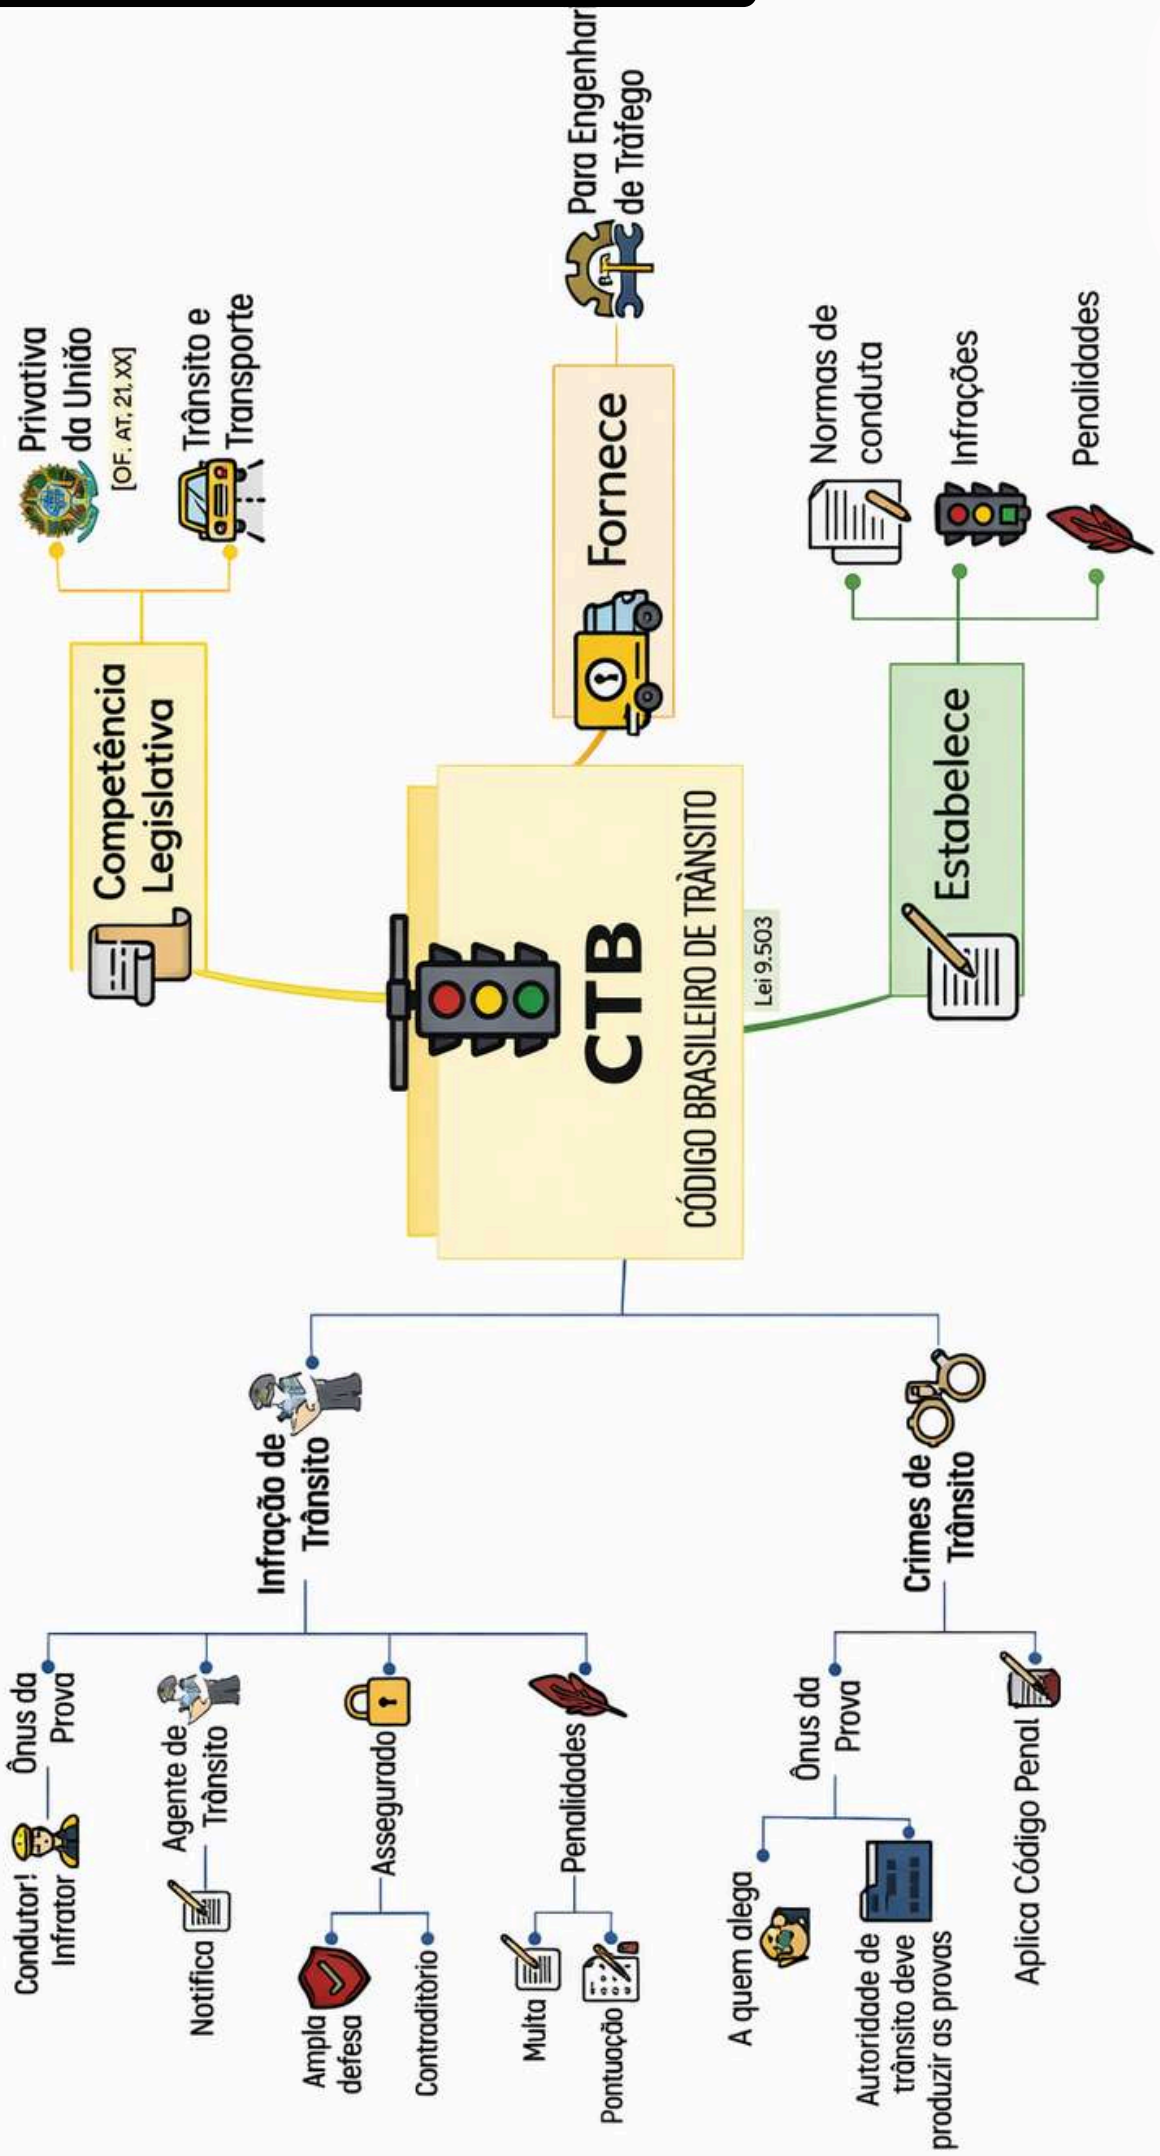 CTB
CÓDIGO BRASILEIRO DE TRÀNSITO
Lei 9.503
Competência
Legislativa
Privativa
da União
[OF. AT. 21, XX]
Trânsito e
Transporte
Fornece
Para Engenhar
de Tràfego
Estabelece
Normas de
conduta
Infrações
Penalidades
Infração de
Trânsito
Ônus da
Prova
Condutor!
Infrator
Agente de
Trânsito
Notifica
Assegurado
Ampla
defesa
Contraditòrio
Penalidades
Multa
Pontuação
Crimes de
Trânsito
Ônus da
Prova
A quem alega
Autoridade de
trânsito deve
produzir as provas
Aplica Código Penal